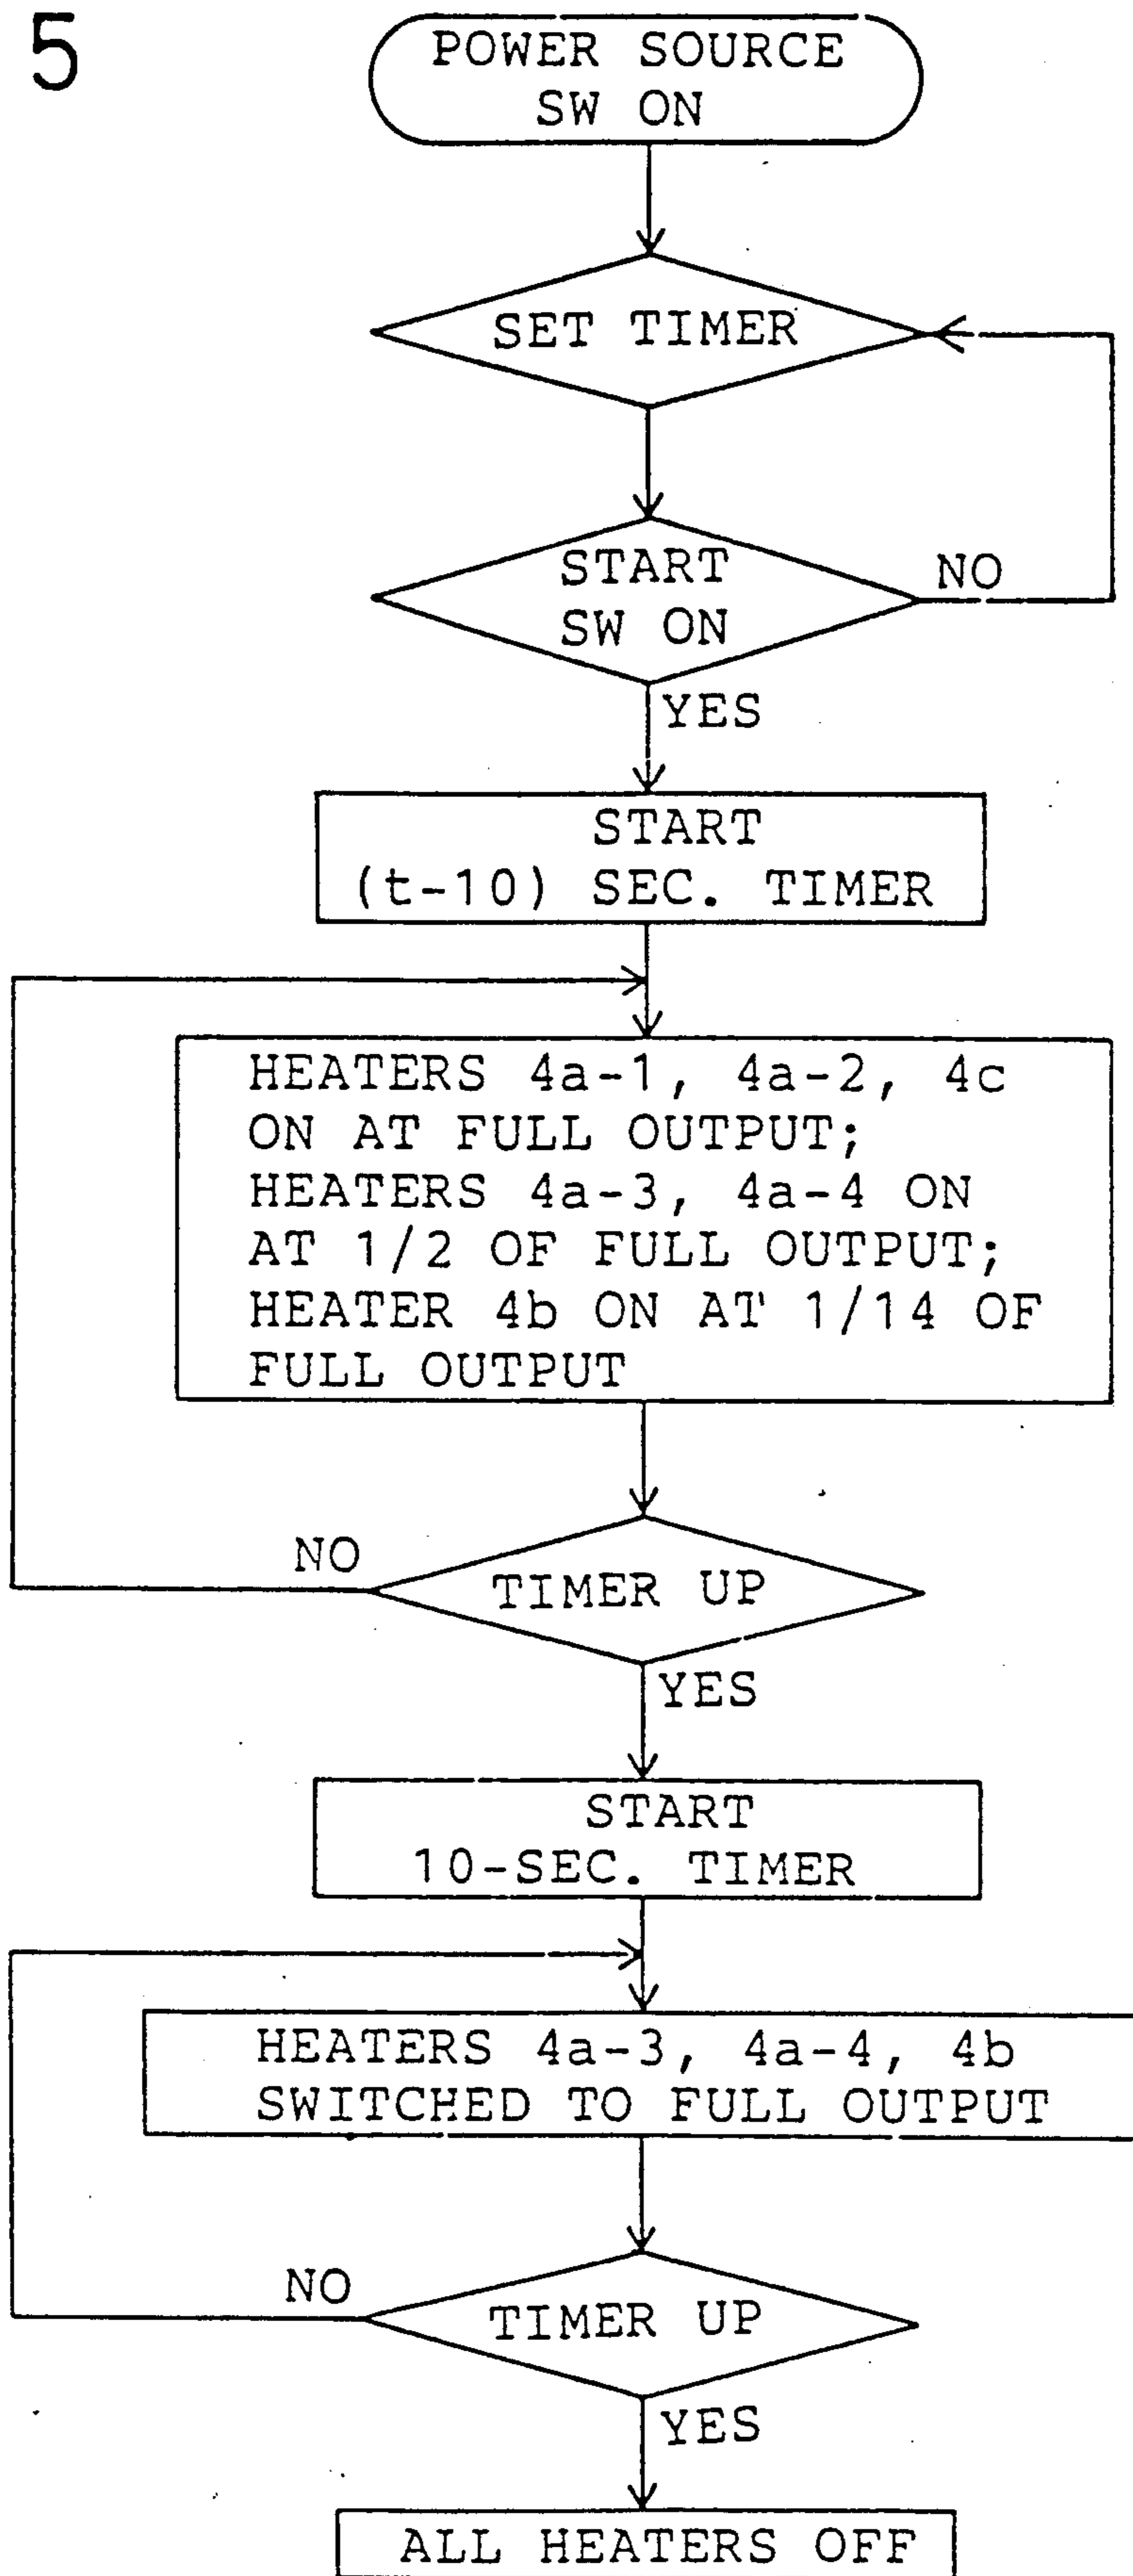 5
POWER SOURCE
SW ON
SET TIMER
START
SW ON
NO
YES
START
(t-10) SEC. TIMER
HEATERS 4a-1, 4a-2, 4c
ON AT FULL OUTPUT;
HEATERS 4a-3, 4a-4 ON
AT 1/2 OF FULL OUTPUT;
HEATER 4b ON AT 1/14 OF
FULL OUTPUT
NO
TIMER UP
YES
START
10-SEC. TIMER
HEATERS 4a-3, 4a-4, 4b
SWITCHED TO FULL OUTPUT
NO
TIMER UP
YES
ALL HEATERS OFF